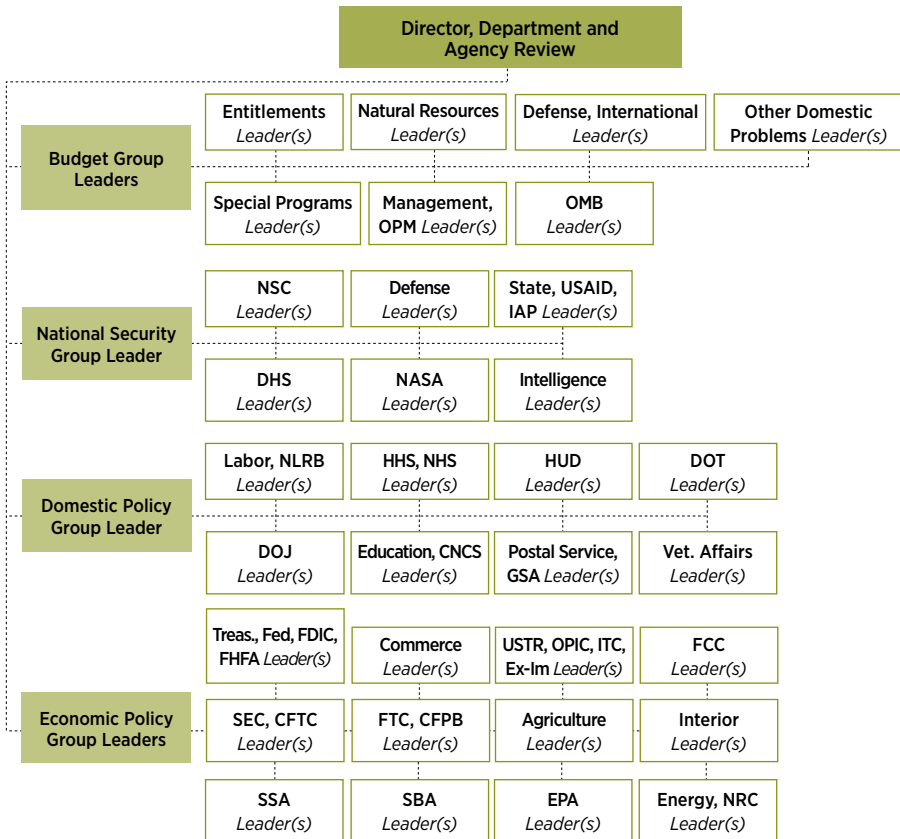 Director, Department and
Agency Review
Budget Group
Leaders
Entitlements
Leader(s)
Natural Resources
Leader(s)
Defense, International
Leader(s)
Other Domestic
Problems Leader(s)
Special Programs
Leader(s)
Management,
OPM Leader(s)
OMB
Leader(s)
National Security
Group Leader
NSC
Leader(s)
Defense
Leader(s)
State, USAID,
IAP Leader(s)
DHS
Leader(s)
NASA
Leader(s)
Intelligence
Leader(s)
Domestic Policy
Group Leader
Labor, NLRB
Leader(s)
HHS, NHS
Leader(s)
HUD
Leader(s)
DOT
Leader(s)
DOJ
Leader(s)
Education, CNCS
Leader(s)
Postal Service,
GSA Leader(s)
Vet. Affairs
Leader(s)
Economic Policy
Group Leaders
Treas., Fed, FDIC,
FHFA Leader(s)
Commerce
Leader(s)
USTR, OPIC, ITC,
Ex-Im Leader(s)
FCC
Leader(s)
SEC, CFTC
Leader(s)
FTC, CFPB
Leader(s)
Agriculture
Leader(s)
Interior
Leader(s)
SSA
Leader(s)
SBA
Leader(s)
EPA
Leader(s)
Energy, NRC
Leader(s)